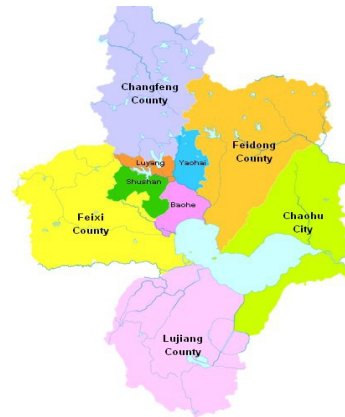 Changfeng
County
Feidong
County
Luyang
Yaohai
Shushan
Baohe
Feixi
County
Chaohu
City
Lujiang
County